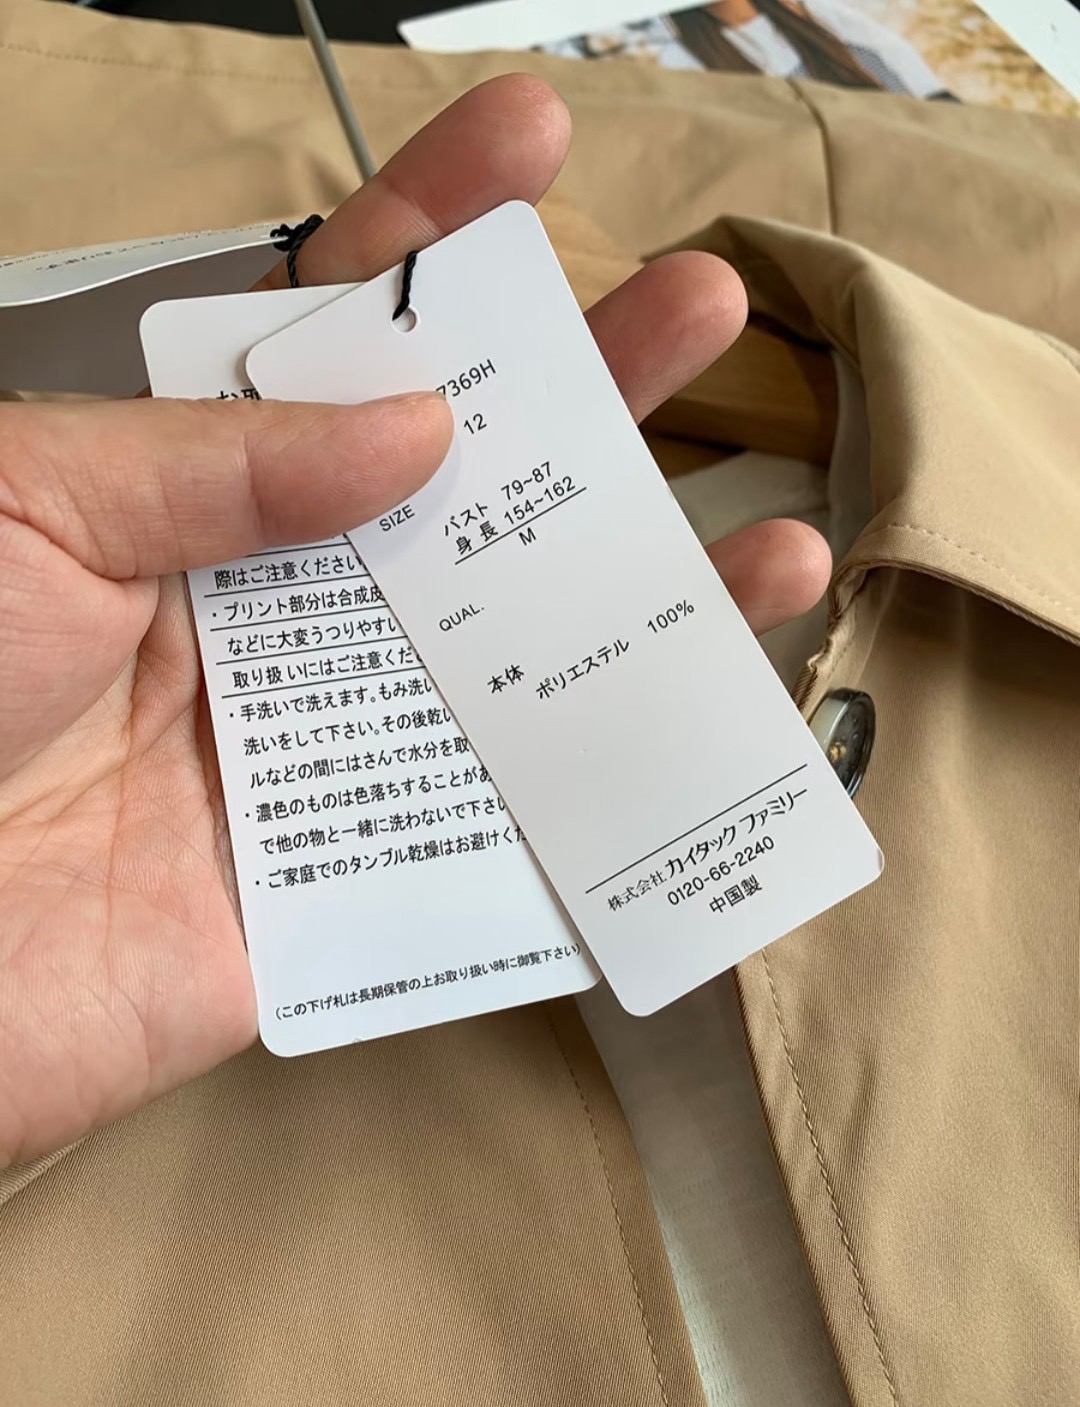 7369H
12
SIZE
バスト 79~87
身長 154~162
M
QUAL.
本体 ポリエステル 100%
株式会社カイタック ファミリー
0120-66-2240
中国製
際はご注意ください
・プリント部分は合成皮
などに大変うつりやすい
取り扱いにはご注意くだ
・手洗いで洗えます。もみ洗い
洗いをして下さい。その後乾い
ルなどの間にはさんで水分を取
・濃色のものは色落ちすることがあ
で他の物と一緒に洗わないで下さい
・ご家庭でのタンブル乾燥はお避けくだ
(この下げ札は長期保管の上お取り扱い時に御覧下さい)